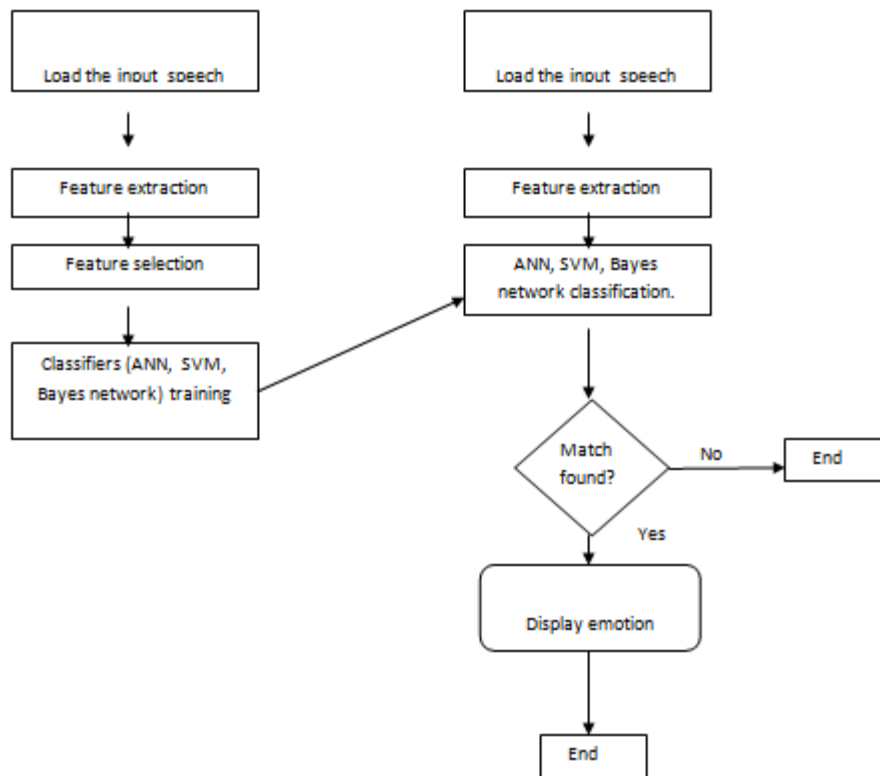 Load the input speech
Feature extraction
Feature selection
Classifiers (ANN, SVM,
Bayes network) training
Load the input speech
Feature extraction
ANN, SVM, Bayes
network classification.
Match
found?
No
End
Yes
Display emotion
End